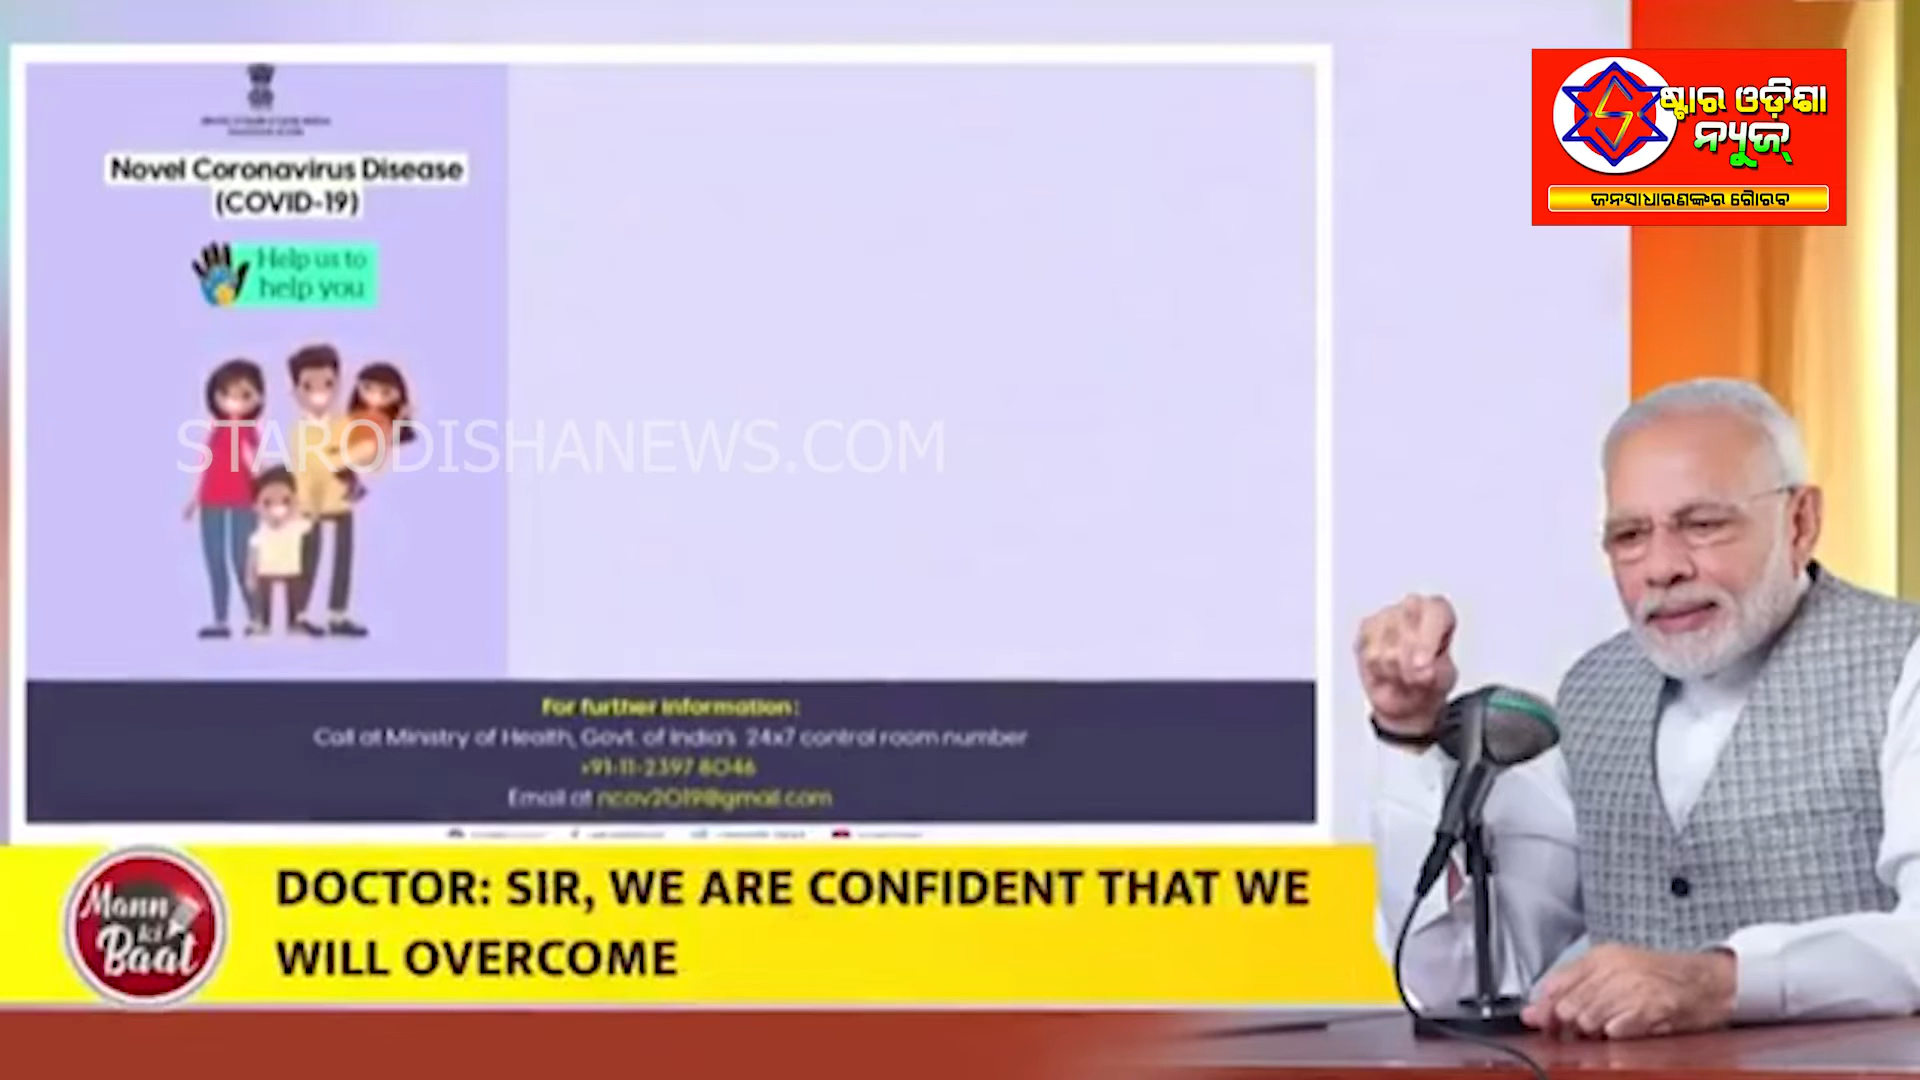 Novel Coronavirus Disease
(COVID-19)
Help us to
help you
ଷ୍ଟାର ଓଡ଼ିଶା
ନ୍ୟୁଜ୍
ଜନସାଧାରଣଙ୍କର ଗୌରବ
STARODISHANEWS.COM
For further information:
Call at Ministry of Health, Govt. of India's 24x7 control room number
+91-11-2397 8046
Email at ncov2019@gmail.com
Mann
ki
Baat
DOCTOR: SIR, WE ARE CONFIDENT THAT WE
WILL OVERCOME